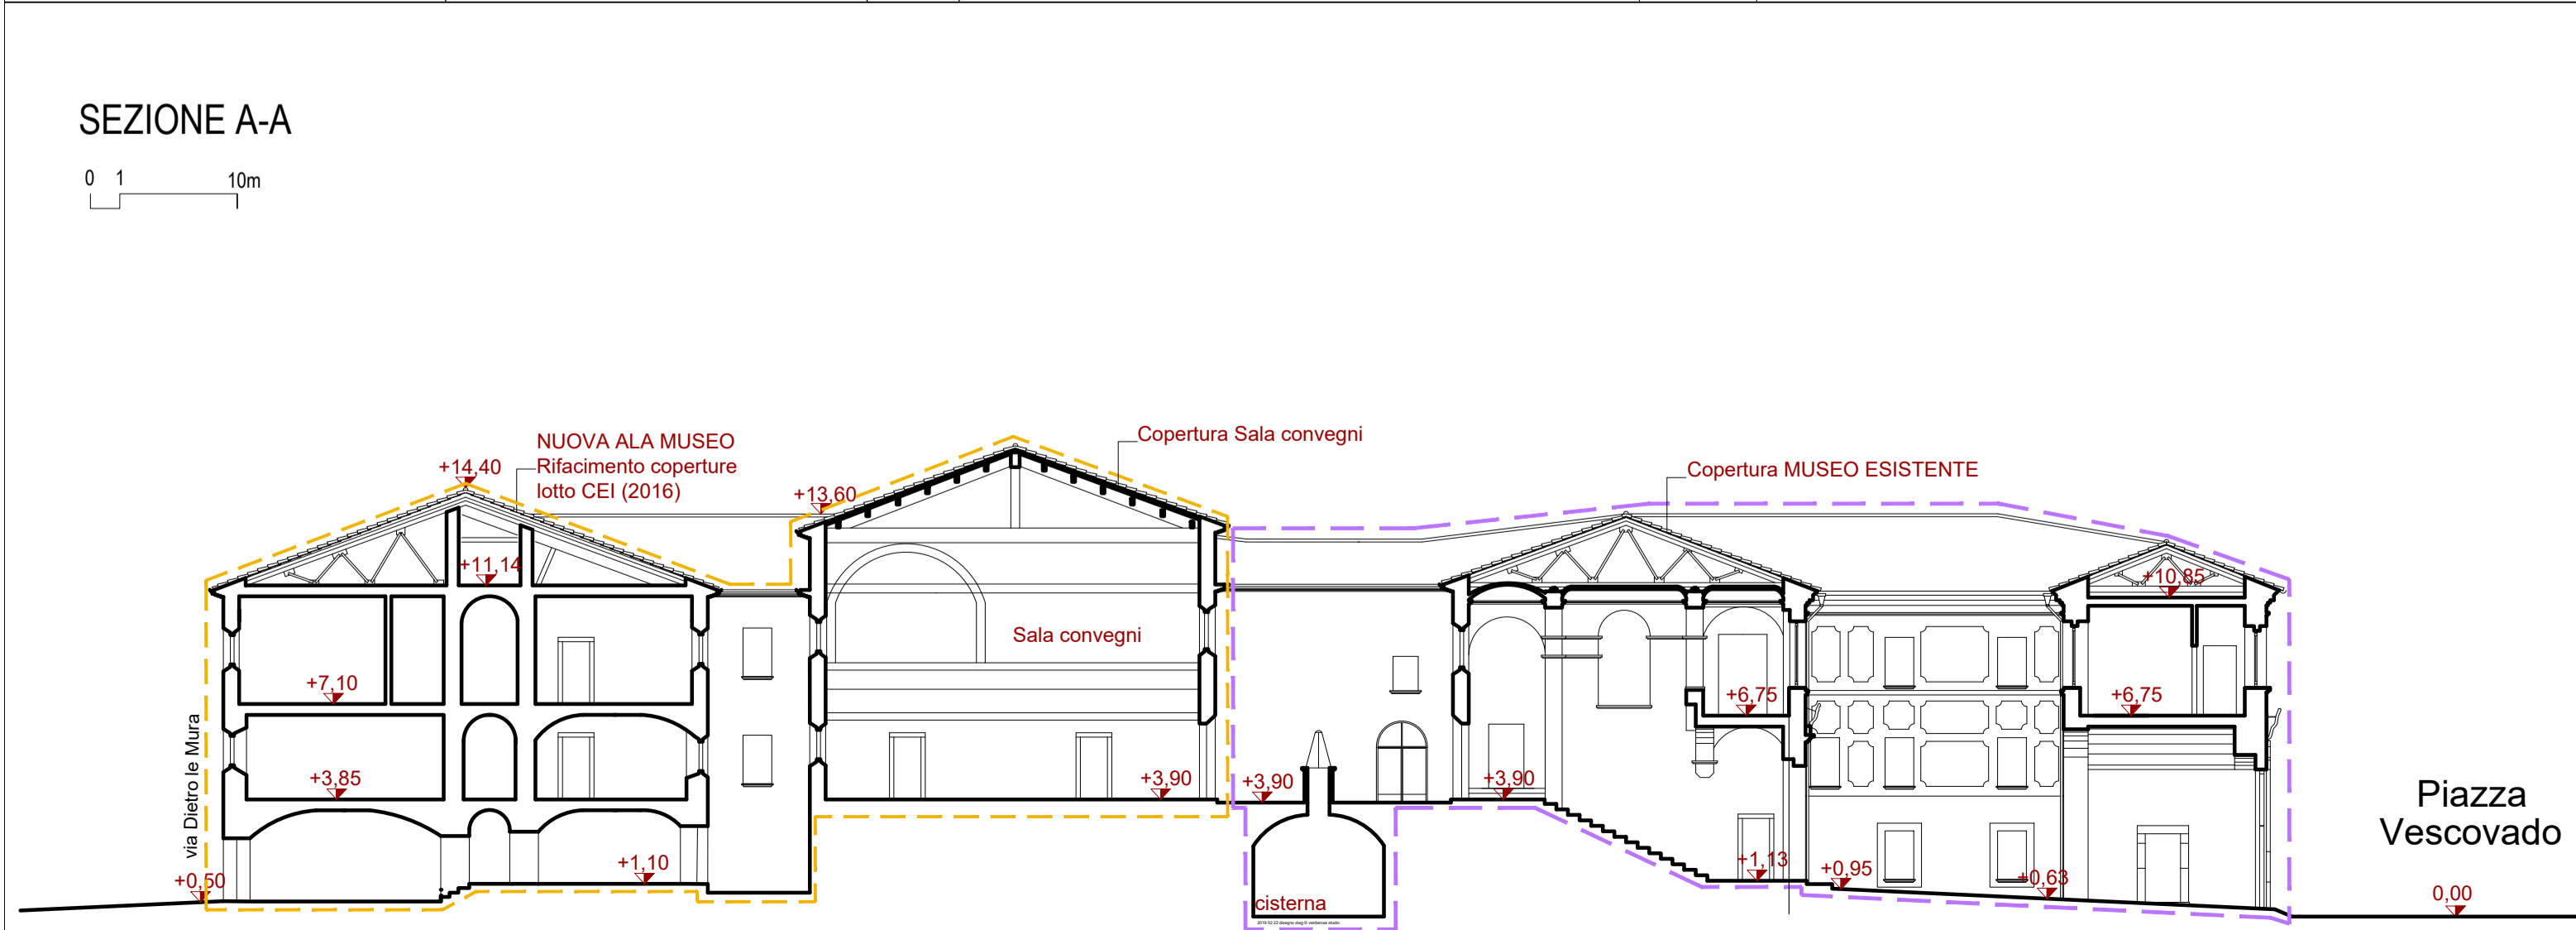 SEZIONE A-A
0 1 10m
NUOVA ALA MUSEO
Rifacimento coperture
lotto CEI (2016)
Copertura Sala convegni
Copertura MUSEO ESISTENTE
+14,40
+13,60
+11,14
+10,85
Sala convegni
+7,10
+6,75
+6,75
via Dietro le Mura
+3,85
+3,90
+3,90
+3,90
Piazza
Vescovado
+1,10
+1,13
+0,95
+0,63
+0,50
0,00
cisterna